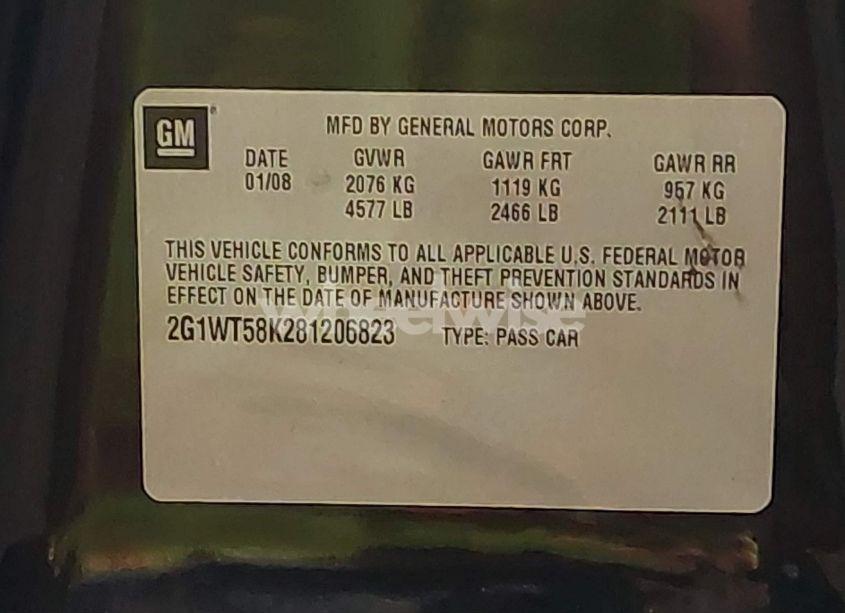 GM
MFD BY GENERAL MOTORS CORP.
DATE GVWR GAWR FRT GAWR RR
01/08 2076 KG 1119 KG 957 KG
4577 LB 2466 LB 2111 LB
THIS VEHICLE CONFORMS TO ALL APPLICABLE U.S. FEDERAL MOTOR
VEHICLE SAFETY, BUMPER, AND THEFT PREVENTION STANDARDS IN
EFFECT ON THE DATE OF MANUFACTURE SHOWN ABOVE.
wheelwise
2G1WT58K281206823 TYPE: PASS CAR